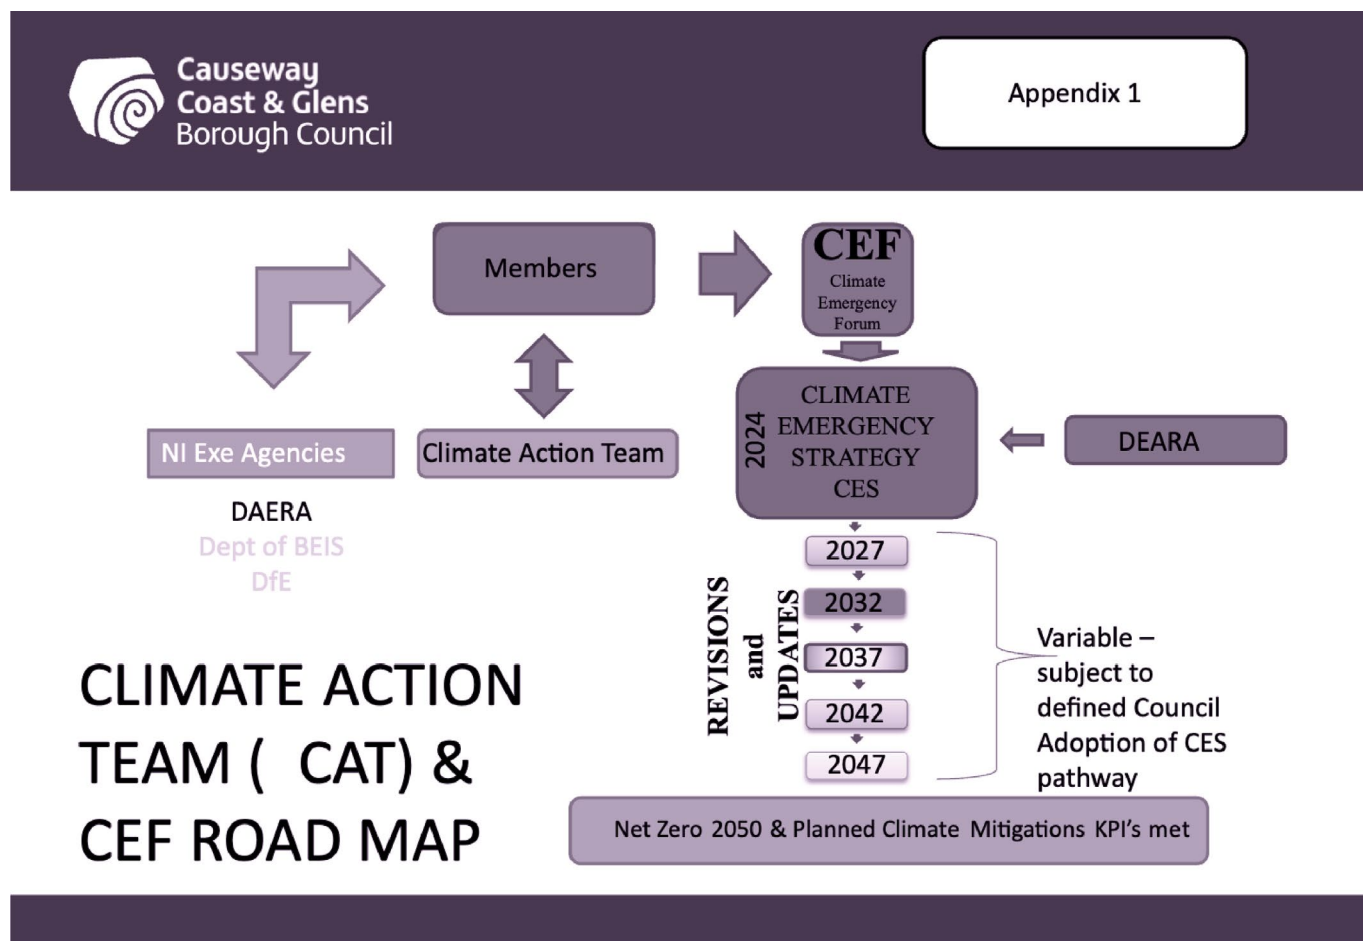 Causeway
Coast & Glens
Borough Council
Appendix 1
Members
CEF
Climate
Emergency
Forum
NI Exe Agencies
DAERA
Dept of BEIS
DfE
Climate Action Team
2024
CLIMATE
EMERGENCY
STRATEGY
CES
DEARA
2027
2032
2037
2042
2047
REVISIONS
and
UPDATES
Variable –
subject to
defined Council
Adoption of CES
pathway
CLIMATE ACTION
TEAM ( CAT) &
CEF ROAD MAP
Net Zero 2050 & Planned Climate Mitigations KPI's met